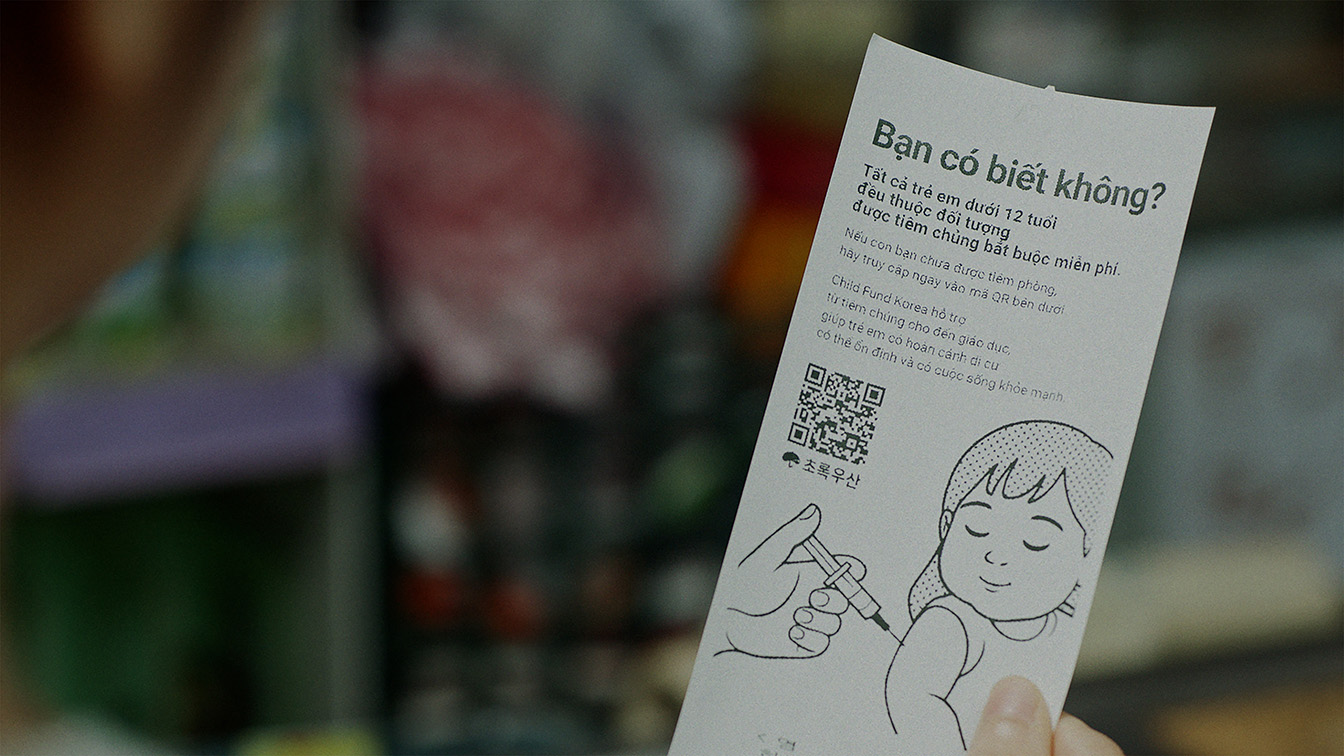 Bạn có biết không?
Tất cả trẻ em dưới 12 tuổi
đều thuộc đối tượng
được tiêm chủng bắt buộc miễn phí.
Nếu con bạn chưa được tiêm phòng,
hãy truy cập ngay vào mã QR bên dưới
Child Fund Korea hỗ trợ
từ tiêm chủng cho đến giáo dục,
giúp trẻ em có hoàn cảnh di cư
có thể ổn định và có cuộc sống khỏe mạnh.
초록우산